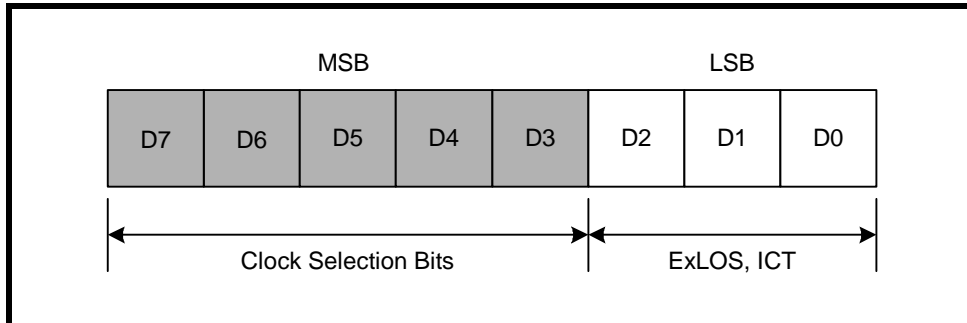 MSB LSB
D7 D6 D5 D4 D3 D2 D1 D0
Clock Selection Bits ExLOS, ICT